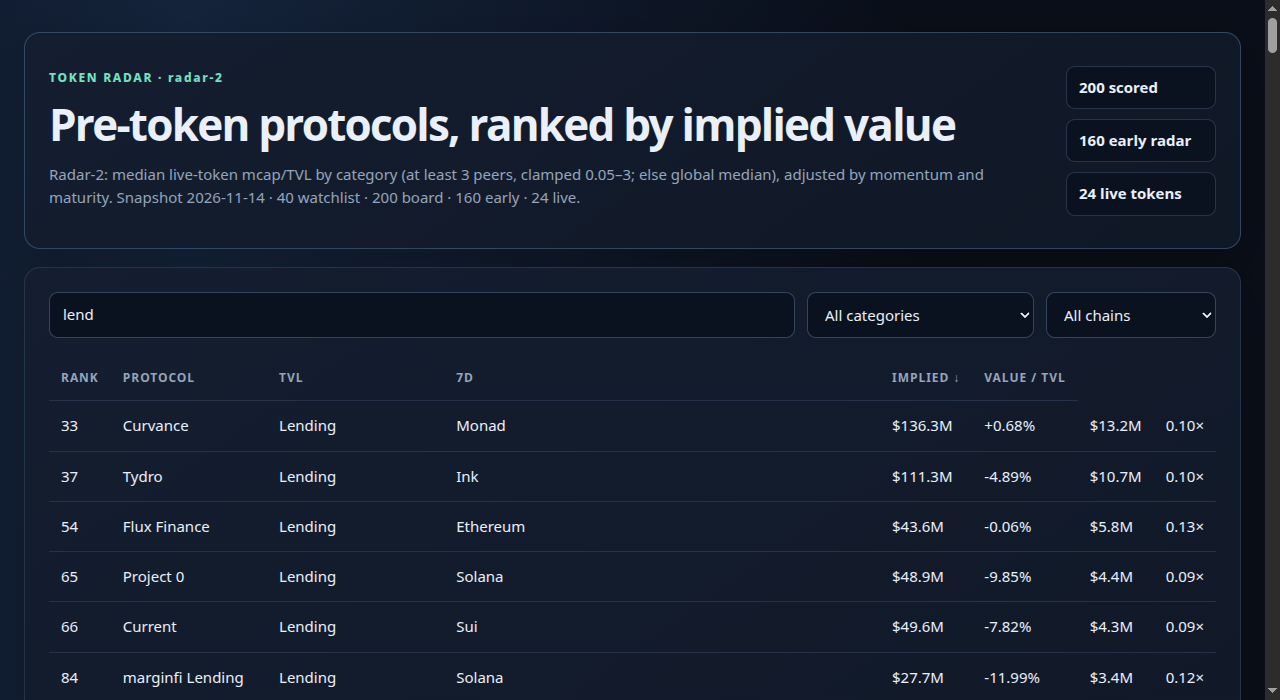 TOKEN RADAR · radar-2
Pre-token protocols, ranked by implied value
Radar-2: median live-token mcap/TVL by category (at least 3 peers, clamped 0.05–3; else global median), adjusted by momentum and
maturity. Snapshot 2026-11-14 · 40 watchlist · 200 board · 160 early · 24 live.
200 scored
160 early radar
24 live tokens
lend
All categories
All chains
RANK PROTOCOL TVL 7D IMPLIED ↓ VALUE / TVL
33 Curvance Lending Monad $136.3M +0.68% $13.2M 0.10×
37 Tydro Lending Ink $111.3M -4.89% $10.7M 0.10×
54 Flux Finance Lending Ethereum $43.6M -0.06% $5.8M 0.13×
65 Project 0 Lending Solana $48.9M -9.85% $4.4M 0.09×
66 Current Lending Sui $49.6M -7.82% $4.3M 0.09×
84 marginfi Lending Lending Solana $27.7M -11.99% $3.4M 0.12×